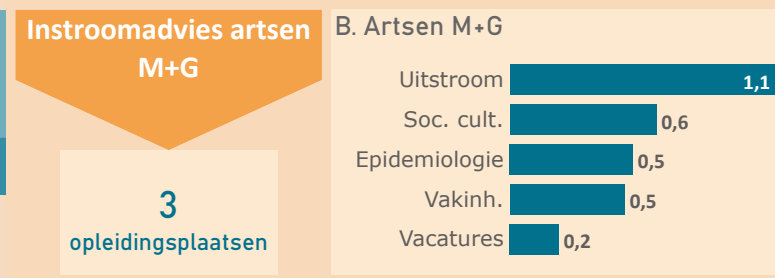 Instroomadvies artsen
M+G
3
opleidingsplaatsen
B. Artsen M+G
Uitstroom 1,1
Soc. cult. 0,6
Epidemiologie 0,5
Vakinh. 0,5
Vacatures 0,2